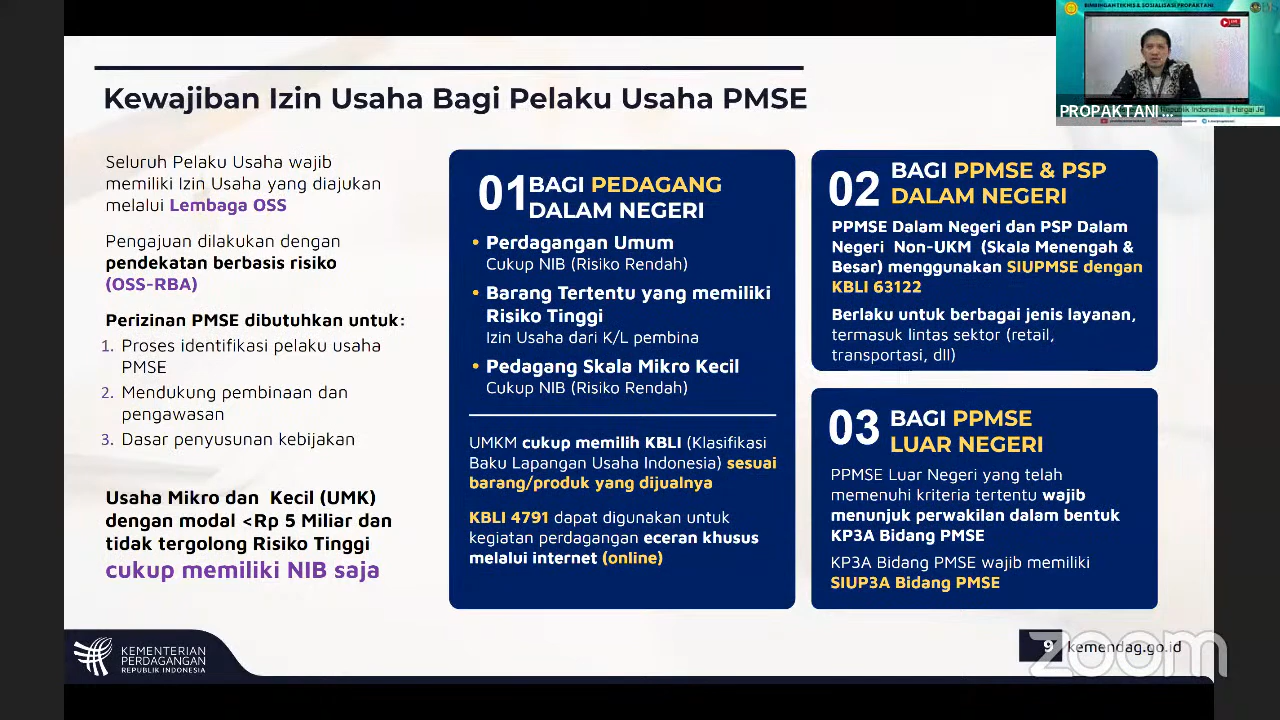 BIMBINGAN TEKNIS & SOSIALISASI PROPAKTANI
PROPAKTANI ...
Republik Indonesia || Hargai Je
Kewajiban Izin Usaha Bagi Pelaku Usaha PMSE
Seluruh Pelaku Usaha wajib
memiliki Izin Usaha yang diajukan
melalui Lembaga OSS
Pengajuan dilakukan dengan
pendekatan berbasis risiko
(OSS-RBA)
Perizinan PMSE dibutuhkan untuk:
1. Proses identifikasi pelaku usaha
PMSE
2. Mendukung pembinaan dan
pengawasan
3. Dasar penyusunan kebijakan
Usaha Mikro dan Kecil (UMK)
dengan modal <Rp 5 Miliar dan
tidak tergolong Risiko Tinggi
cukup memiliki NIB saja
01 BAGI PEDAGANG
DALAM NEGERI
• Perdagangan Umum
Cukup NIB (Risiko Rendah)
• Barang Tertentu yang memiliki
Risiko Tinggi
Izin Usaha dari K/L pembina
• Pedagang Skala Mikro Kecil
Cukup NIB (Risiko Rendah)
UMKM cukup memilih KBLI (Klasifikasi
Baku Lapangan Usaha Indonesia) sesuai
barang/produk yang dijualnya
KBLI 4791 dapat digunakan untuk
kegiatan perdagangan eceran khusus
melalui internet (online)
02 BAGI PPMSE & PSP
DALAM NEGERI
PPMSE Dalam Negeri dan PSP Dalam
Negeri Non-UKM (Skala Menengah &
Besar) menggunakan SIUPMSE dengan
KBLI 63122
Berlaku untuk berbagai jenis layanan,
termasuk lintas sektor (retail,
transportasi, dll)
03 BAGI PPMSE
LUAR NEGERI
PPMSE Luar Negeri yang telah
memenuhi kriteria tertentu wajib
menunjuk perwakilan dalam bentuk
KP3A Bidang PMSE
KP3A Bidang PMSE wajib memiliki
SIUP3A Bidang PMSE
KEMENTERIAN
PERDAGANGAN
REPUBLIK INDONESIA
9 kemendag.go.id
zoom